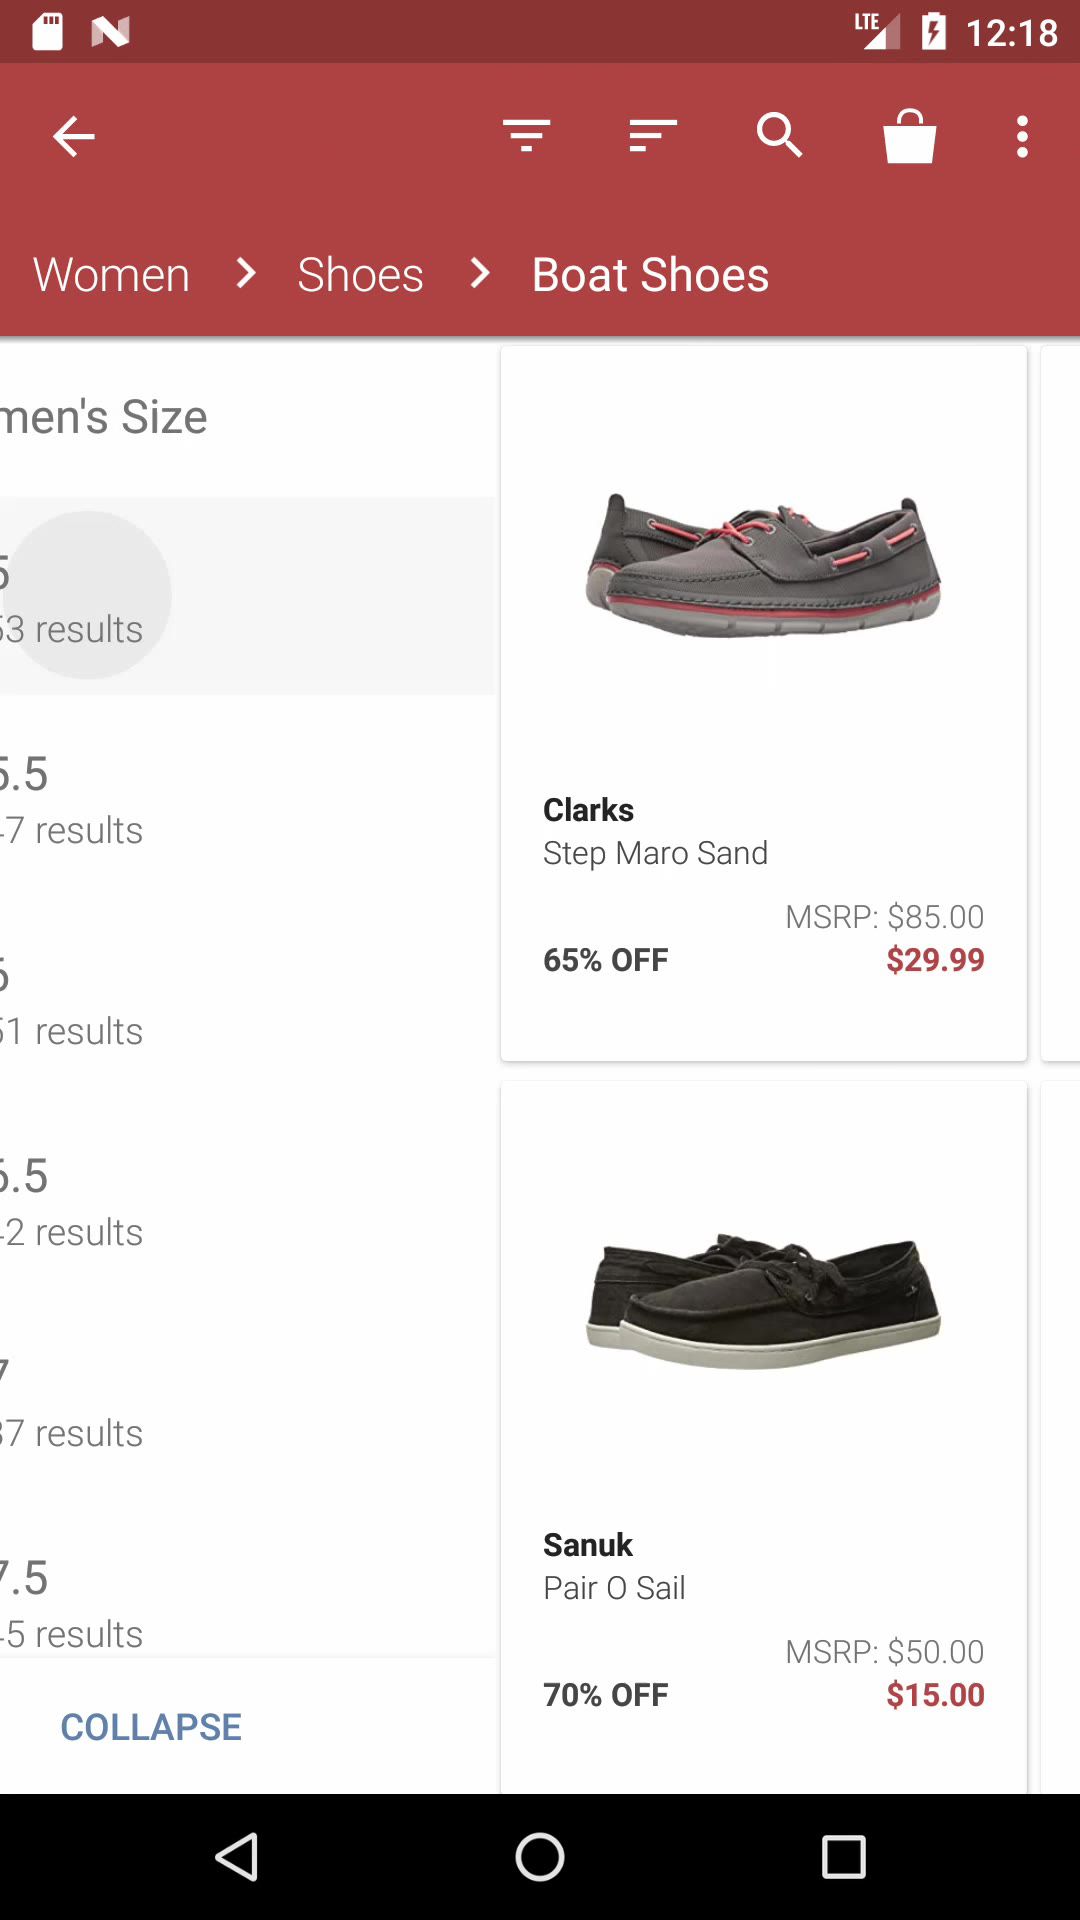 LTE
12:18
Women
Shoes
Boat Shoes
men's Size
5
53 results
5.5
47 results
6
51 results
6.5
42 results
7
37 results
7.5
45 results
COLLAPSE
Clarks
Step Maro Sand
MSRP: $85.00
65% OFF
$29.99
Sanuk
Pair O Sail
MSRP: $50.00
70% OFF
$15.00